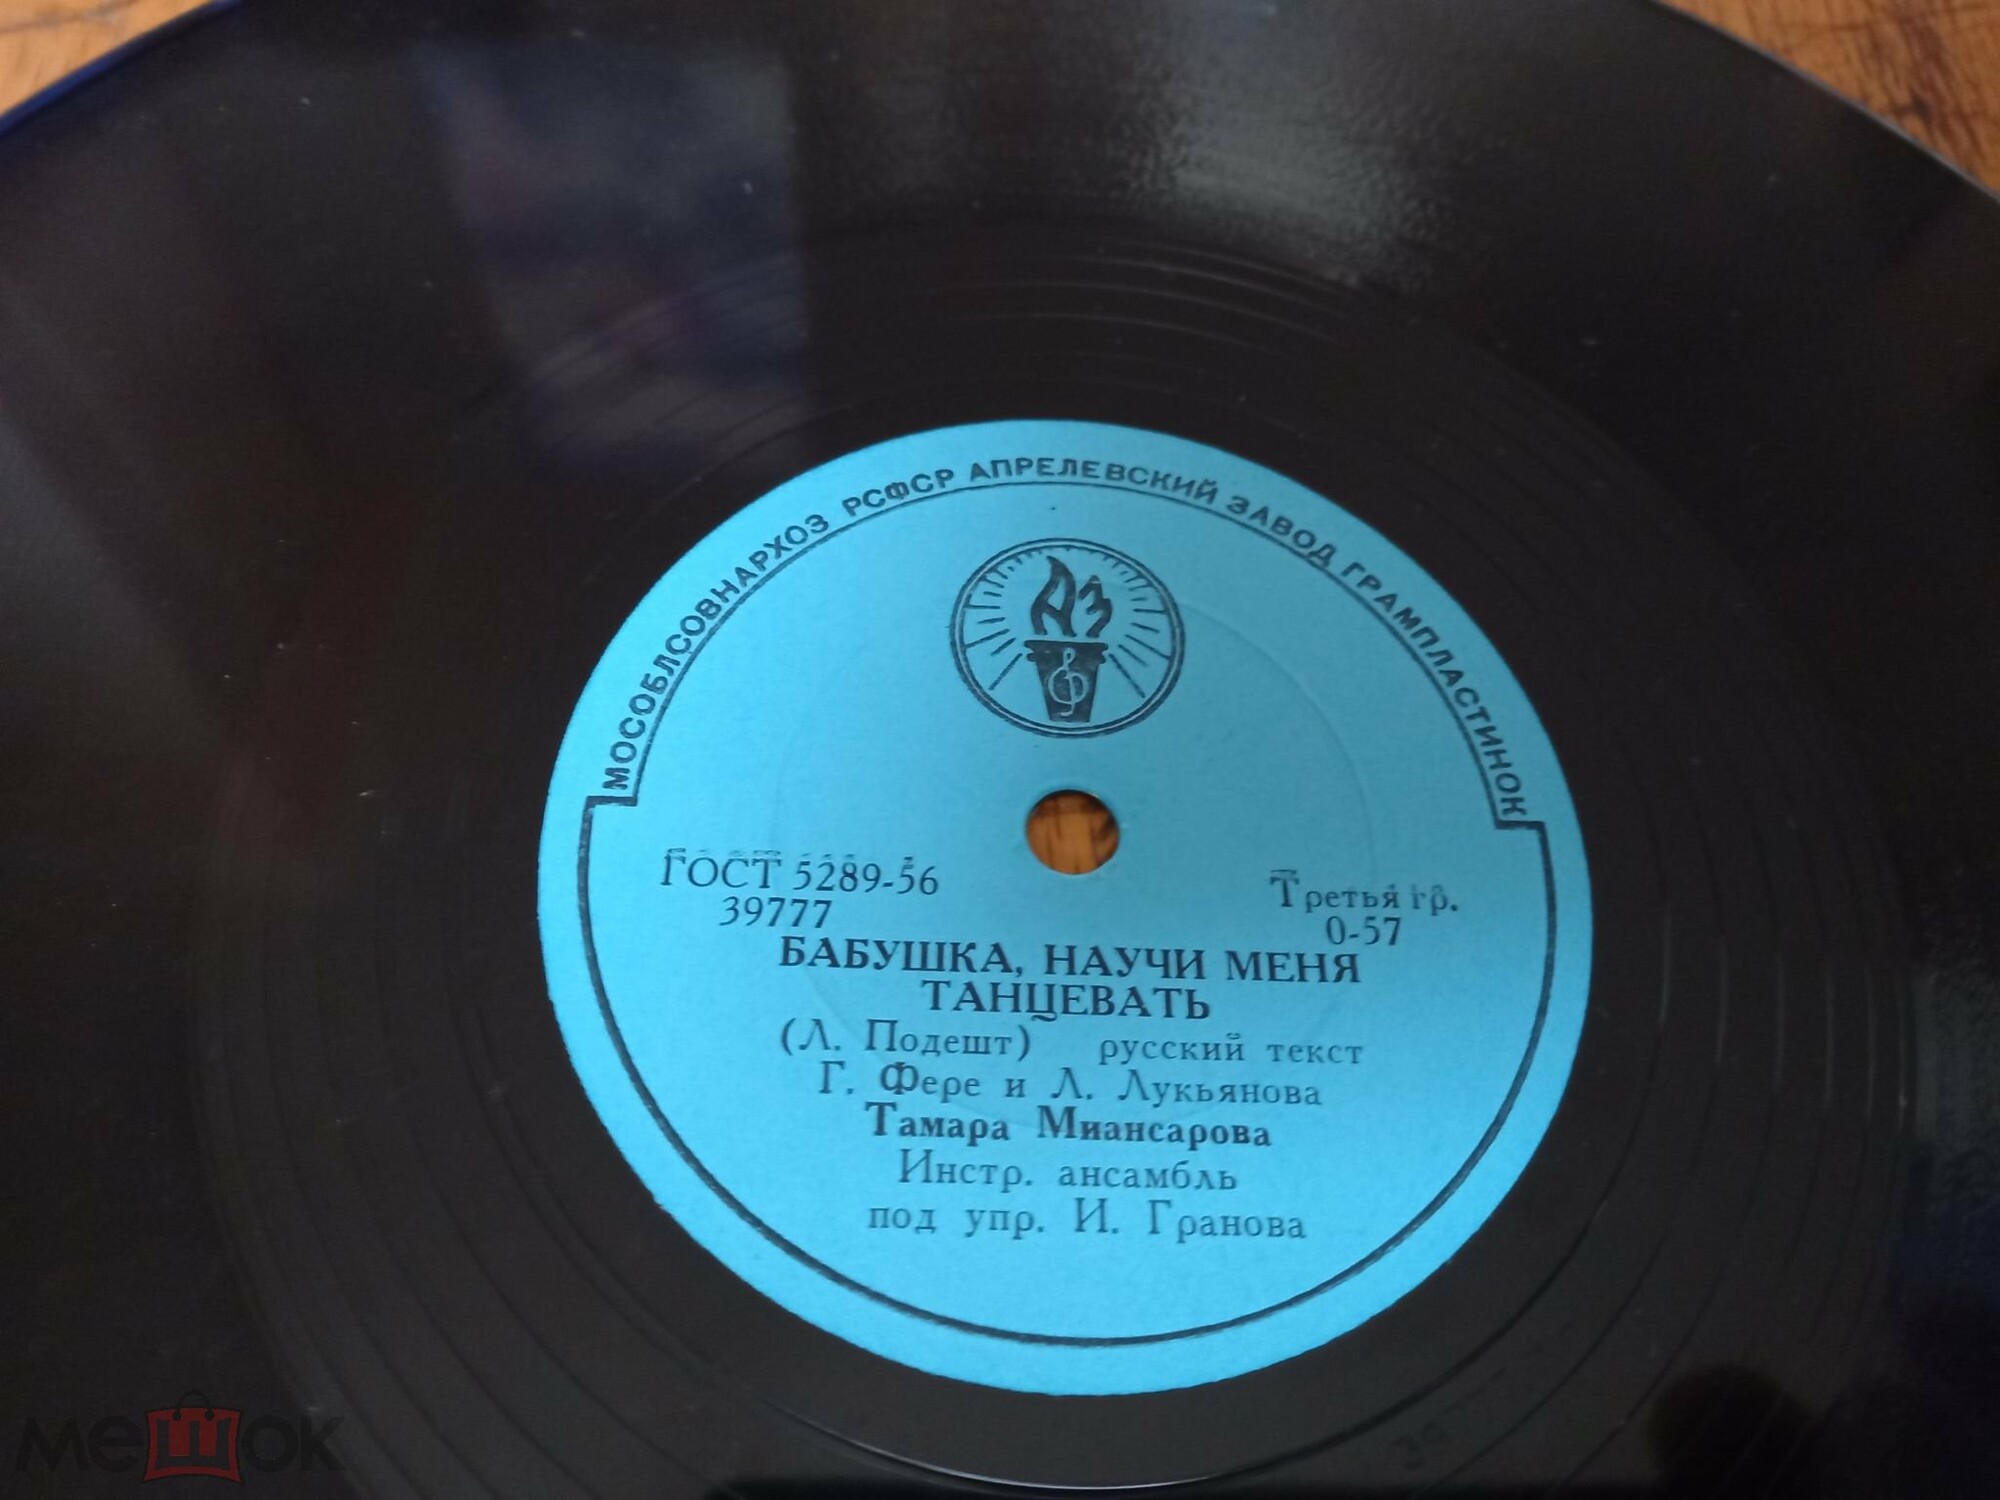 МОСОБЛСОВНАРХОЗ РСФСР АПРЕЛЕВСКИЙ ЗАВОД ГРАМПЛАСТИНОК
АЗ
ГОСТ 5289-56
39777
Третья гр.
0-57
БАБУШКА, НАУЧИ МЕНЯ
ТАНЦЕВАТЬ
(Л. Подешт) русский текст
Г. Фере и Л. Лукьянова
Тамара Миансарова
Инстр. ансамбль
под упр. И. Гранова
мешок